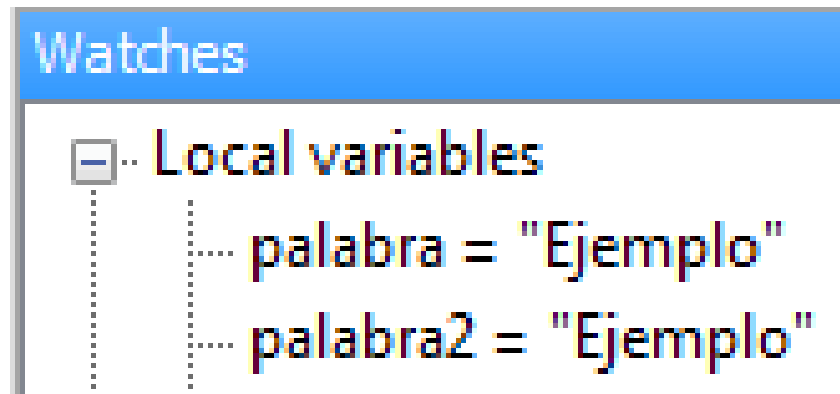 Watches
Local variables
palabra = "Ejemplo"
palabra2 = "Ejemplo"